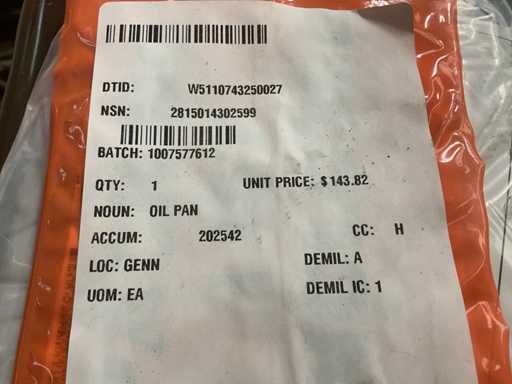 DTID: W5110743250027
NSN: 2815014302599
BATCH: 1007577612
QTY: 1 UNIT PRICE: $143.82
NOUN: OIL PAN
ACCUM: 202542 CC: H
LOC: GENN DEMIL: A
UOM: EA DEMIL IC: 1